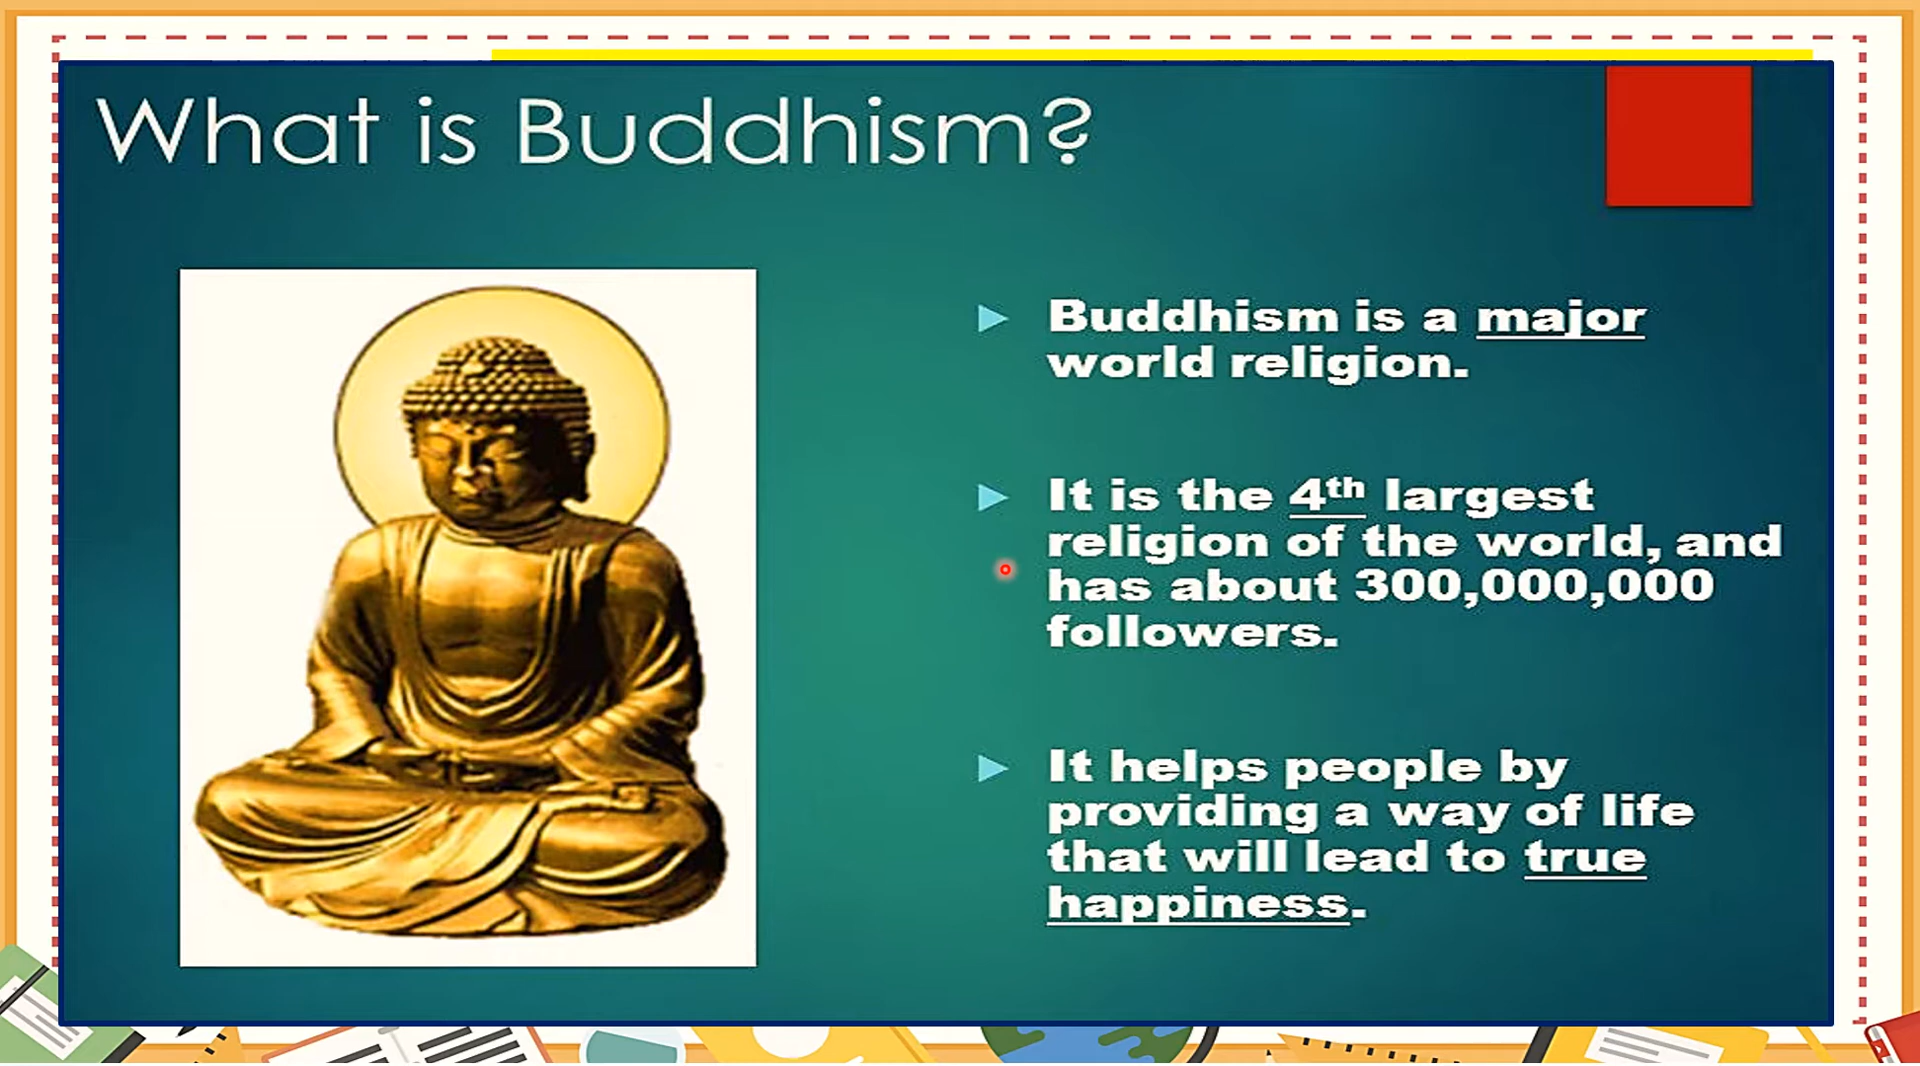 What is Buddhism?
Buddhism is a major
world religion.
It is the 4th largest
religion of the world, and
has about 300,000,000
followers.
It helps people by
providing a way of life
that will lead to true
happiness.